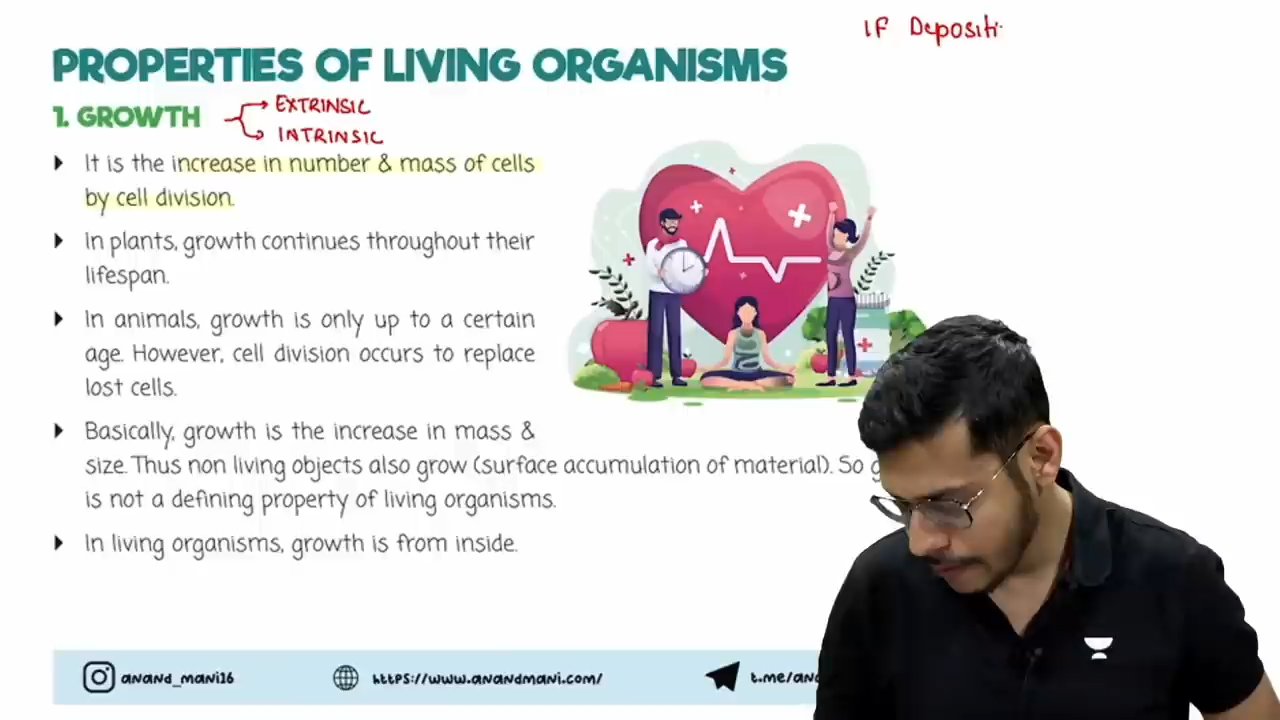 IF Depositi
PROPERTIES OF LIVING ORGANISMS
1. GROWTH
EXTRINSIC
INTRINSIC
It is the increase in number & mass of cells
by cell division.
In plants, growth continues throughout their
lifespan.
In animals, growth is only up to a certain
age. However, cell division occurs to replace
lost cells.
Basically, growth is the increase in mass &
size. Thus non living objects also grow (surface accumulation of material). So
is not a defining property of living organisms.
In living organisms, growth is from inside.
anand_mani16
https://www.anandmani.com/